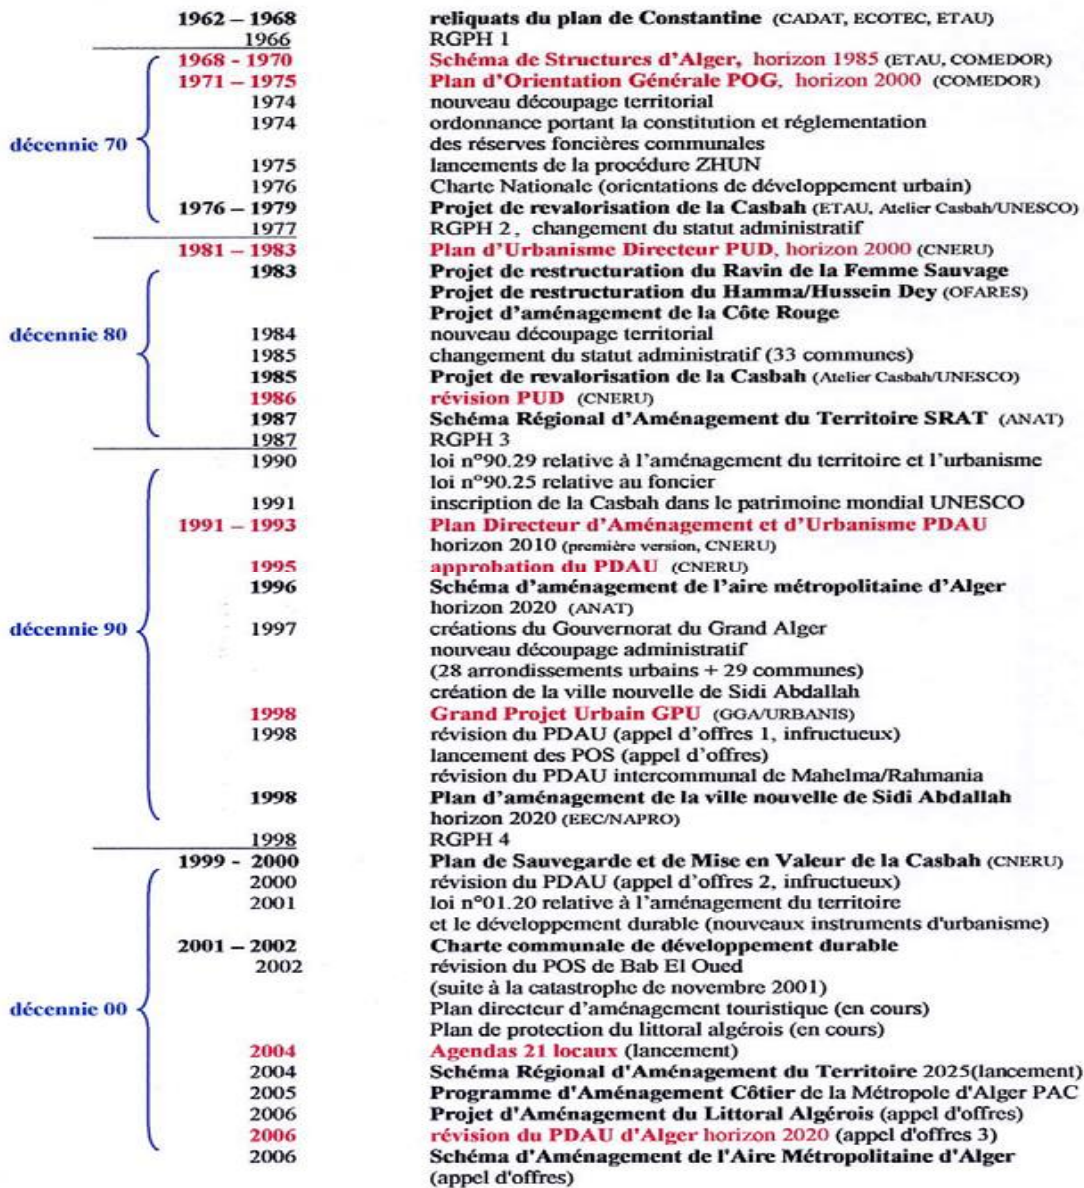 1962 – 1968 reliquats du plan de Constantine (CADAT, ECOTEC, ETAU)
1966 RGPH 1
1968 - 1970 Schéma de Structures d'Alger, horizon 1985 (ETAU, COMEDOR)
1971 – 1975 Plan d'Orientation Générale POG, horizon 2000 (COMEDOR)
1974 nouveau découpage territorial
1974 ordonnance portant la constitution et réglementation
décennie 70 des réserves foncières communales
1975 lancements de la procédure ZHUN
1976 Charte Nationale (orientations de développement urbain)
1976 – 1979 Projet de revalorisation de la Casbah (ETAU, Atelier Casbah/UNESCO)
1977 RGPH 2, changement du statut administratif
1981 – 1983 Plan d'Urbanisme Directeur PUD, horizon 2000 (CNERU)
1983 Projet de restructuration du Ravin de la Femme Sauvage
Projet de restructuration du Hamma/Hussein Dey (OFARES)
Projet d'aménagement de la Côte Rouge
décennie 80 1984 nouveau découpage territorial
1985 changement du statut administratif (33 communes)
1985 Projet de revalorisation de la Casbah (Atelier Casbah/UNESCO)
1986 révision PUD (CNERU)
1987 Schéma Régional d'Aménagement du Territoire SRAT (ANAT)
1987 RGPH 3
1990 loi n°90.29 relative à l'aménagement du territoire et l'urbanisme
loi n°90.25 relative au foncier
1991 inscription de la Casbah dans le patrimoine mondial UNESCO
1991 – 1993 Plan Directeur d'Aménagement et d'Urbanisme PDAU
horizon 2010 (première version, CNERU)
1995 approbation du PDAU (CNERU)
1996 Schéma d'aménagement de l'aire métropolitaine d'Alger
horizon 2020 (ANAT)
décennie 90 1997 créations du Gouvernorat du Grand Alger
nouveau découpage administratif
(28 arrondissements urbains + 29 communes)
création de la ville nouvelle de Sidi Abdallah
1998 Grand Projet Urbain GPU (GGA/URBANIS)
1998 révision du PDAU (appel d'offres 1, infructueux)
lancement des POS (appel d'offres)
révision du PDAU intercommunal de Mahelma/Rahmania
1998 Plan d'aménagement de la ville nouvelle de Sidi Abdallah
horizon 2020 (EEC/NAPRO)
1998 RGPH 4
1999 - 2000 Plan de Sauvegarde et de Mise en Valeur de la Casbah (CNERU)
2000 révision du PDAU (appel d'offres 2, infructueux)
2001 loi n°01.20 relative à l'aménagement du territoire
et le développement durable (nouveaux instruments d'urbanisme)
2001 – 2002 Charte communale de développement durable
2002 révision du POS de Bab El Oued
(suite à la catastrophe de novembre 2001)
décennie 00 Plan directeur d'aménagement touristique (en cours)
Plan de protection du littoral algérois (en cours)
2004 Agendas 21 locaux (lancement)
2004 Schéma Régional d'Aménagement du Territoire 2025(lancement)
2005 Programme d'Aménagement Côtier de la Métropole d'Alger PAC
2006 Projet d'Aménagement du Littoral Algérois (appel d'offres)
2006 révision du PDAU d'Alger horizon 2020 (appel d'offres 3)
2006 Schéma d'Aménagement de l'Aire Métropolitaine d'Alger
(appel d'offres)